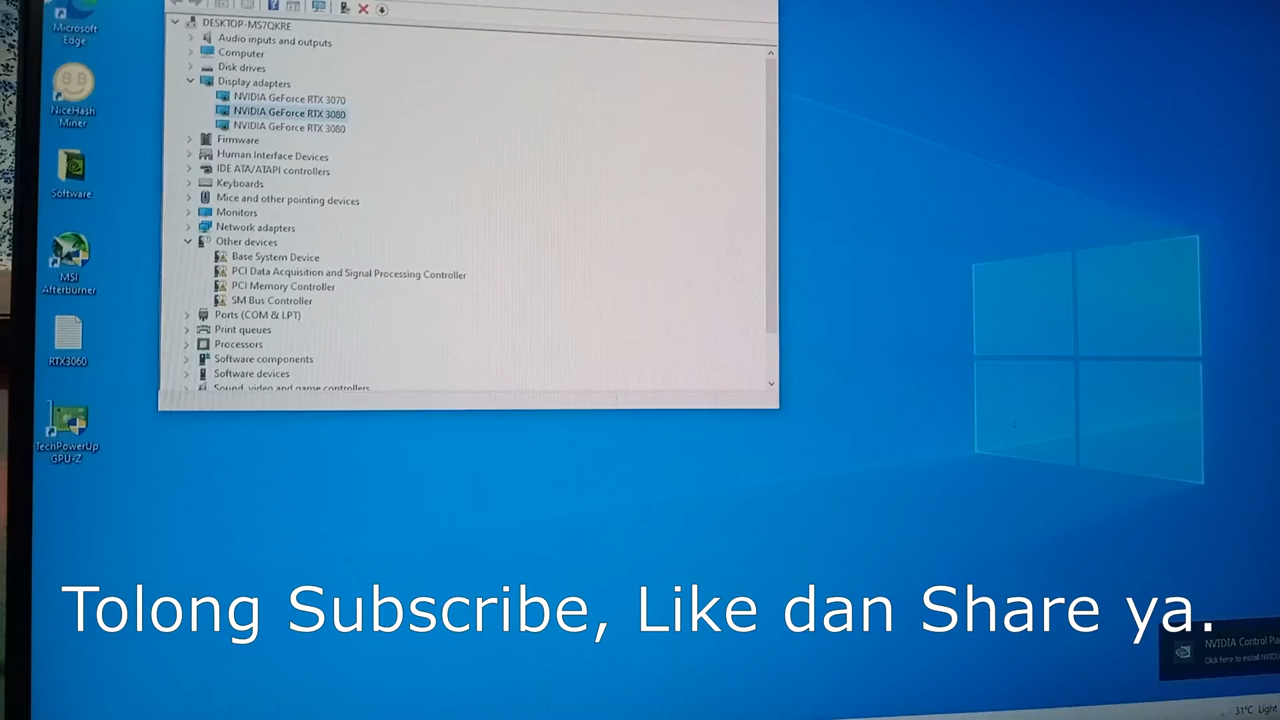 Microsoft
Edge
NiceHash
Miner
Software
MSI
Afterburner
RTX3060
TechPowerUp
GPU-Z
DESKTOP-MS7QKRE
Audio inputs and outputs
Computer
Disk drives
Display adapters
NVIDIA GeForce RTX 3070
NVIDIA GeForce RTX 3080
NVIDIA GeForce RTX 3080
Firmware
Human Interface Devices
IDE ATA/ATAPI controllers
Keyboards
Mice and other pointing devices
Monitors
Network adapters
Other devices
Base System Device
PCI Data Acquisition and Signal Processing Controller
PCI Memory Controller
SM Bus Controller
Ports (COM & LPT)
Print queues
Processors
Software components
Software devices
Sound, video and game controllers
Tolong Subscribe, Like dan Share ya.
NVIDIA Control Pa
Click here to install NVIDI
31°C Light